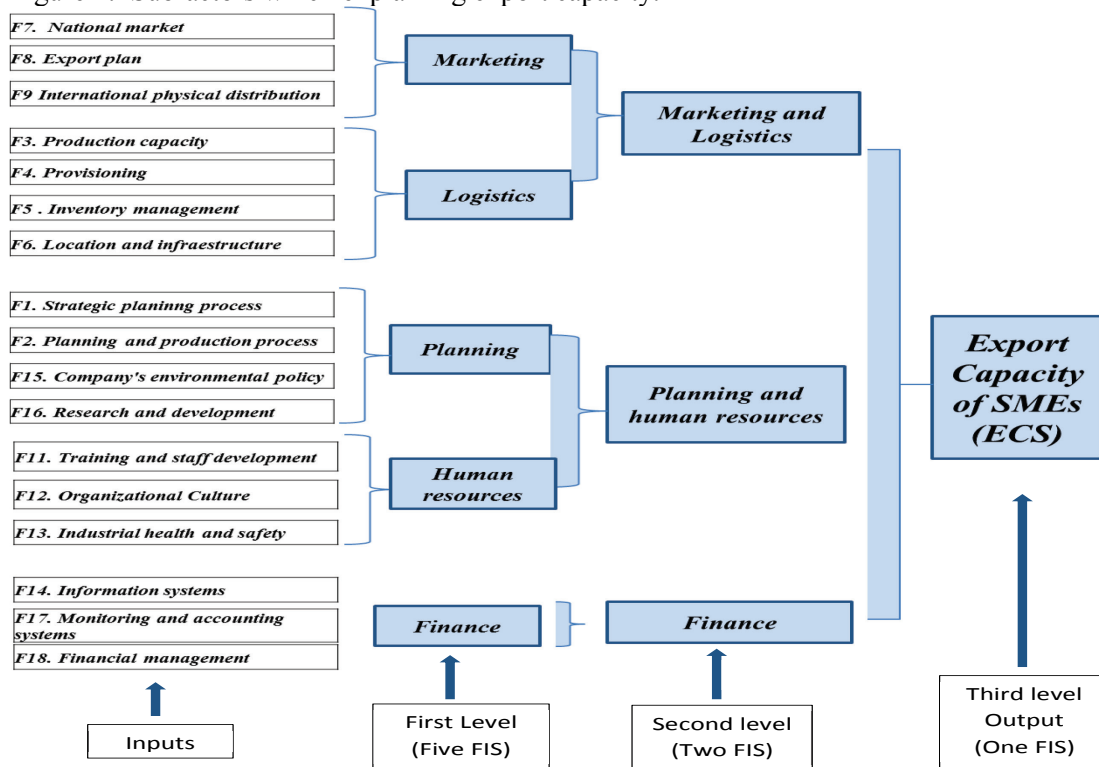 F7. National market
F8. Export plan
F9 International physical distribution
Marketing
F3. Production capacity
F4. Provisioning
F5 . Inventory management
F6. Location and infraestructure
Logistics
Marketing and
Logistics
F1. Strategic planinng process
F2. Planning and production process
F15. Company's environmental policy
F16. Research and development
Planning
F11. Training and staff development
F12. Organizational Culture
F13. Industrial health and safety
Human
resources
Planning and
human resources
F14. Information systems
F17. Monitoring and accounting
systems
F18. Financial management
Finance
Finance
Export
Capacity
of SMEs
(ECS)
Inputs
First Level
(Five FIS)
Second level
(Two FIS)
Third level
Output
(One FIS)